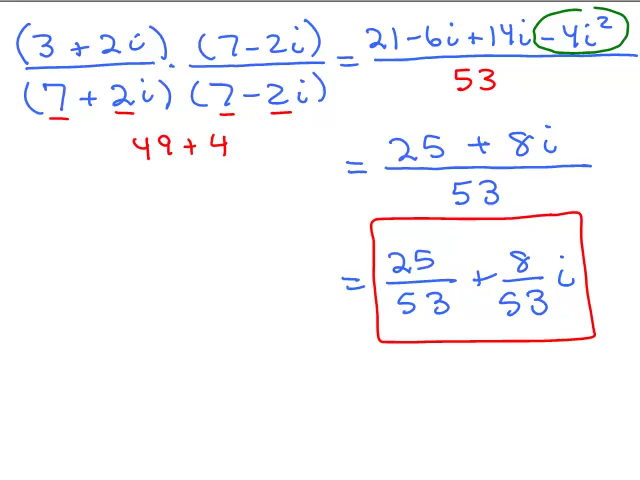 (3 + 2i) / (7 + 2i) · (7 - 2i) / (7 - 2i) = 21 - 6i + 14i - 4i² / 53
49 + 4
= 25 + 8i / 53
= 25/53 + 8/53 i